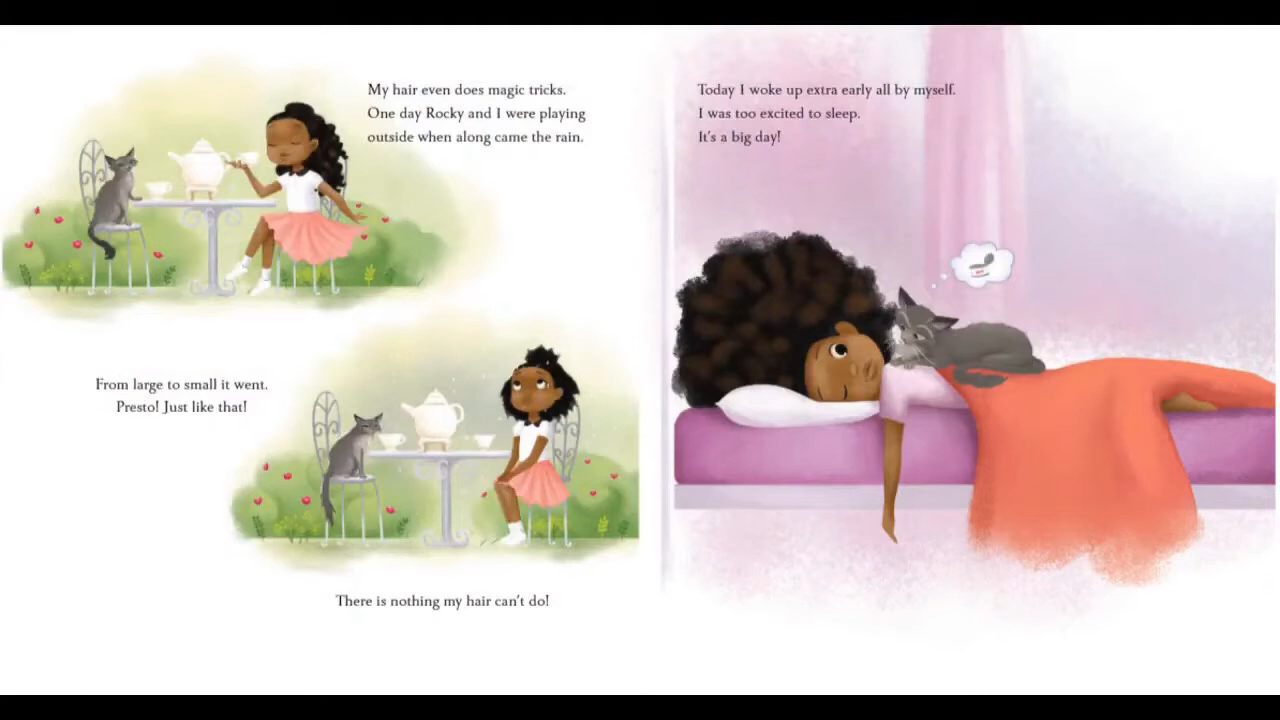 My hair even does magic tricks.
One day Rocky and I were playing
outside when along came the rain.
From large to small it went.
Presto! Just like that!
There is nothing my hair can't do!
Today I woke up extra early all by myself.
I was too excited to sleep.
It's a big day!